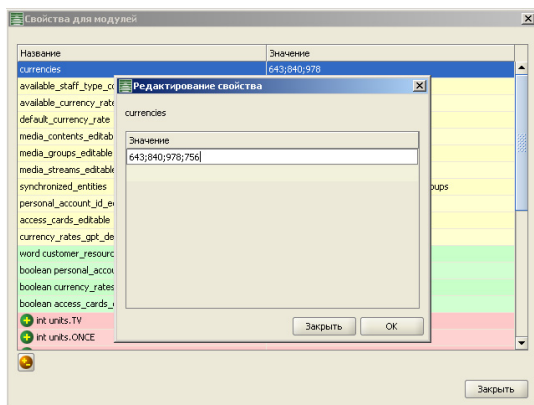 Свойства для модулей
Название Значение
currencies 643;840;978
available_staff_type_c
available_currency_rate
default_currency_rate
media_contents_editab
media_groups_editable
media_streams_editable
synchronized_entities oups
personal_account_id_e
access_cards_editable
currency_rates_gpt_de
word customer_resourc
boolean personal_accou
boolean currency_rates
boolean access_cards_
int units.TV
int units.ONCE
Редактирование свойства
currencies
Значение
643;840;978;756
Закрыть OK
Закрыть